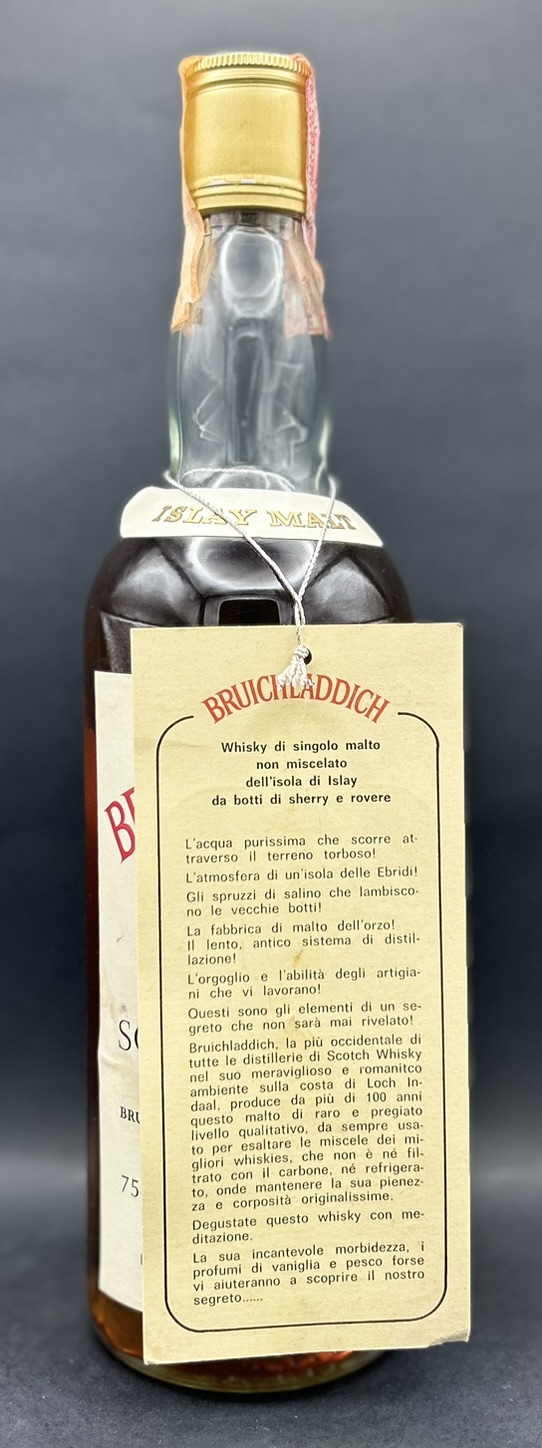 ISLAY MALT
BRUICHLADDICH
Whisky di singolo malto
non miscelato
dell'isola di Islay
da botti di sherry e rovere
L'acqua purissima che scorre at-
traverso il terreno torboso!
L'atmosfera di un'isola delle Ebridi!
Gli spruzzi di salino che lambisco-
no le vecchie botti!
La fabbrica di malto dell'orzo!
Il lento, antico sistema di distil-
lazione!
L'orgoglio e l'abilità degli artigia-
ni che vi lavorano!
Questi sono gli elementi di un se-
greto che non sarà mai rivelato!
Bruichladdich, la più occidentale di
tutte le distillerie di Scotch Whisky
nel suo meraviglioso e romanitco
ambiente sulla costa di Loch In-
daal, produce da più di 100 anni
questo malto di raro e pregiato
livello qualitativo, da sempre usa-
to per esaltare le miscele dei mi-
gliori whiskies, che non è né fil-
trato con il carbone, né refrigera-
to, onde mantenere la sua pienez-
za e corposità originalissime.
Degustate questo whisky con me-
ditazione.
La sua incantevole morbidezza, i
profumi di vaniglia e pesco forse
vi aiuteranno a scoprire il nostro
segreto......
BR
SC
BRU
75